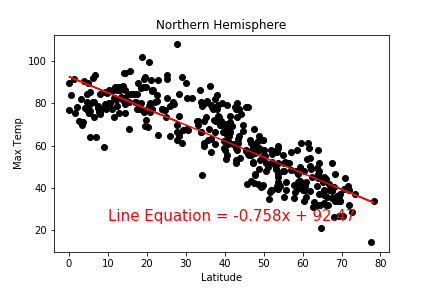 Northern Hemisphere
100
80
60
40
20
Max Temp
Line Equation = -0.758x + 92.47
0 10 20 30 40 50 60 70 80
Latitude